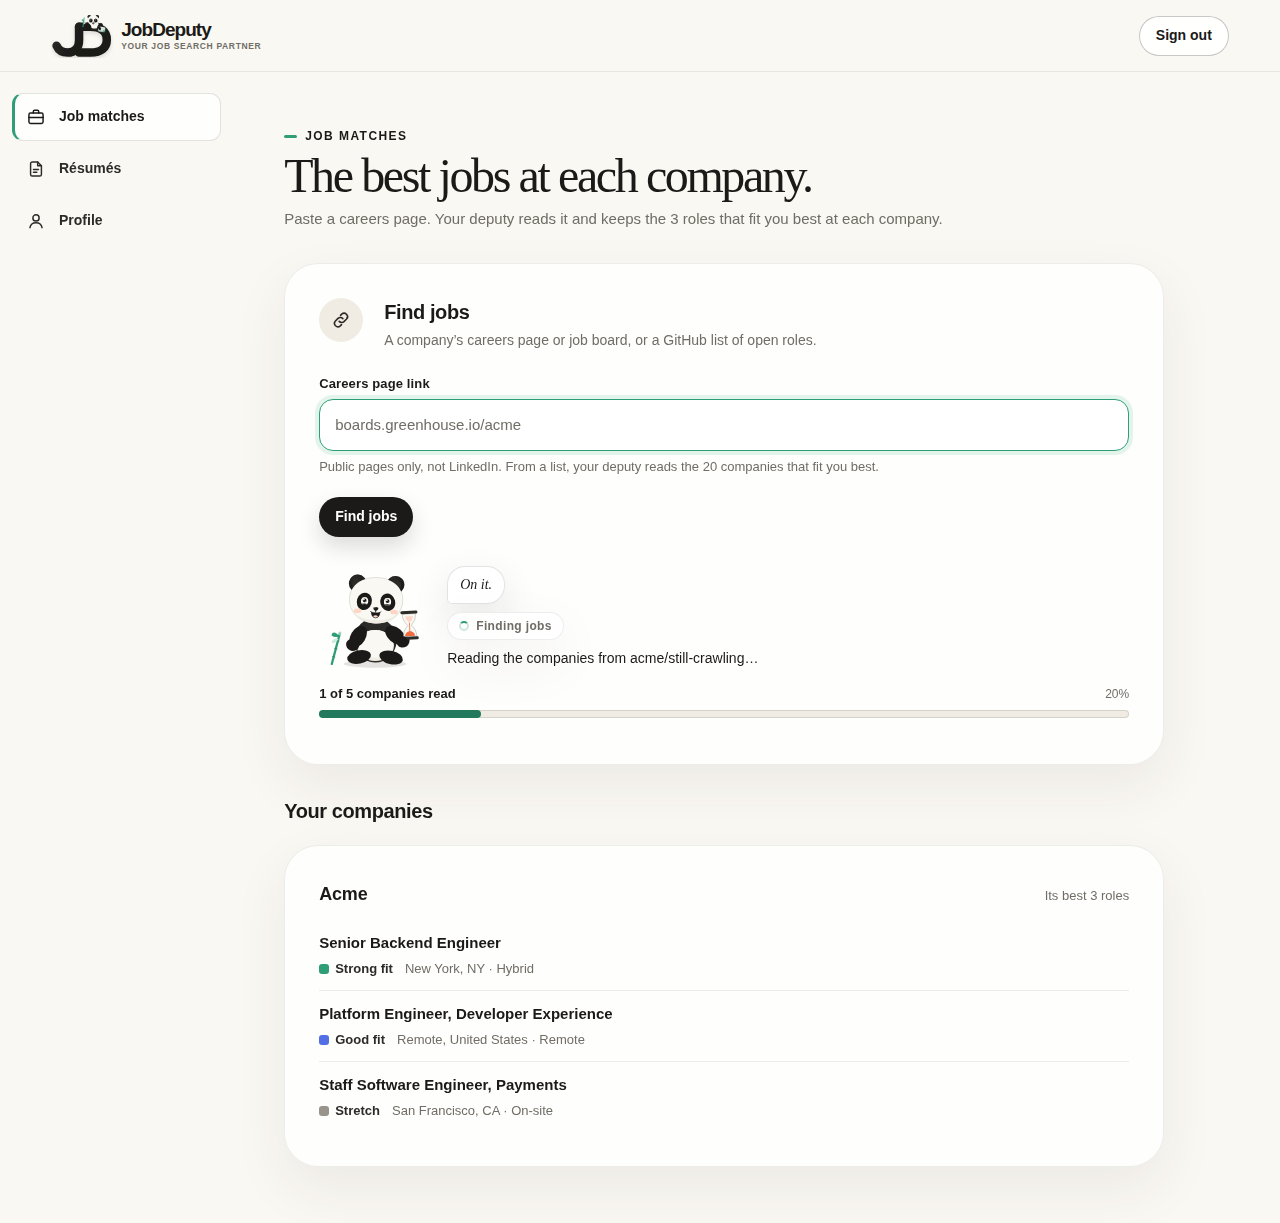 JobDeputy
YOUR JOB SEARCH PARTNER
Sign out
Job matches
Résumés
Profile
JOB MATCHES
The best jobs at each company.
Paste a careers page. Your deputy reads it and keeps the 3 roles that fit you best at each company.
Find jobs
A company’s careers page or job board, or a GitHub list of open roles.
Careers page link
boards.greenhouse.io/acme
Public pages only, not LinkedIn. From a list, your deputy reads the 20 companies that fit you best.
Find jobs
On it.
Finding jobs
Reading the companies from acme/still-crawling…
1 of 5 companies read
20%
Your companies
Acme
Its best 3 roles
Senior Backend Engineer
Strong fit New York, NY · Hybrid
Platform Engineer, Developer Experience
Good fit Remote, United States · Remote
Staff Software Engineer, Payments
Stretch San Francisco, CA · On-site